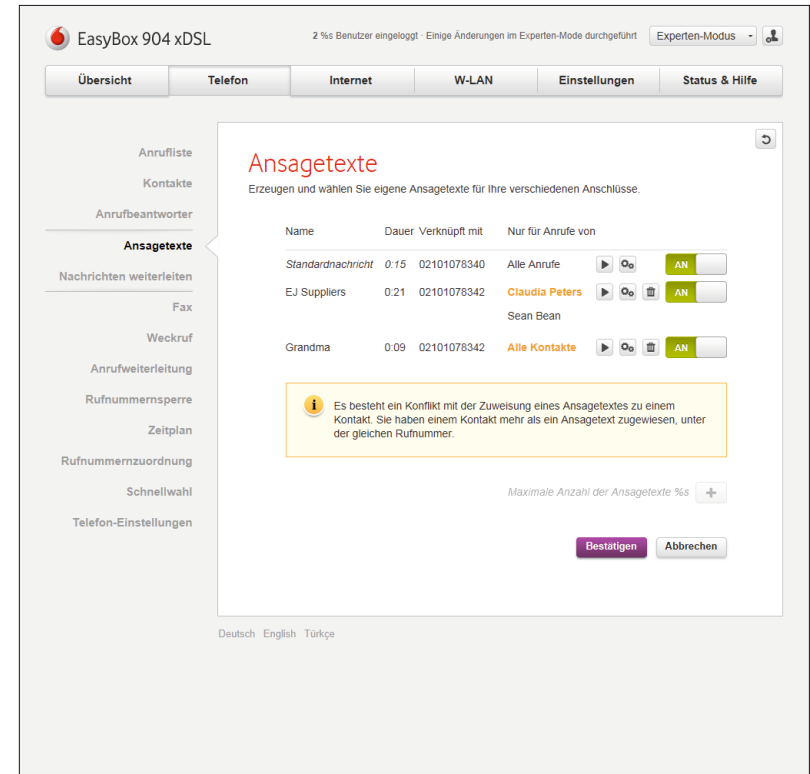 EasyBox 904 xDSL
2 %s Benutzer eingeloggt · Einige Änderungen im Experten-Mode durchgeführt
Experten-Modus
Übersicht Telefon Internet W-LAN Einstellungen Status & Hilfe
Anrufliste
Kontakte
Anrufbeantworter
Ansagetexte
Nachrichten weiterleiten
Fax
Weckruf
Anrufweiterleitung
Rufnummernsperre
Zeitplan
Rufnummernzuordnung
Schnellwahl
Telefon-Einstellungen
Ansagetexte
Erzeugen und wählen Sie eigene Ansagetexte für Ihre verschiedenen Anschlüsse.
Name Dauer Verknüpft mit Nur für Anrufe von
Standardnachricht 0:15 02101078340 Alle Anrufe AN
EJ Suppliers 0:21 02101078342 Claudia Peters AN
Sean Bean
Grandma 0:09 02101078342 Alle Kontakte AN
i Es besteht ein Konflikt mit der Zuweisung eines Ansagetextes zu einem
Kontakt. Sie haben einem Kontakt mehr als ein Ansagetext zugewiesen, unter
der gleichen Rufnummer.
Maximale Anzahl der Ansagetexte %s
Bestätigen Abbrechen
Deutsch English Türkçe